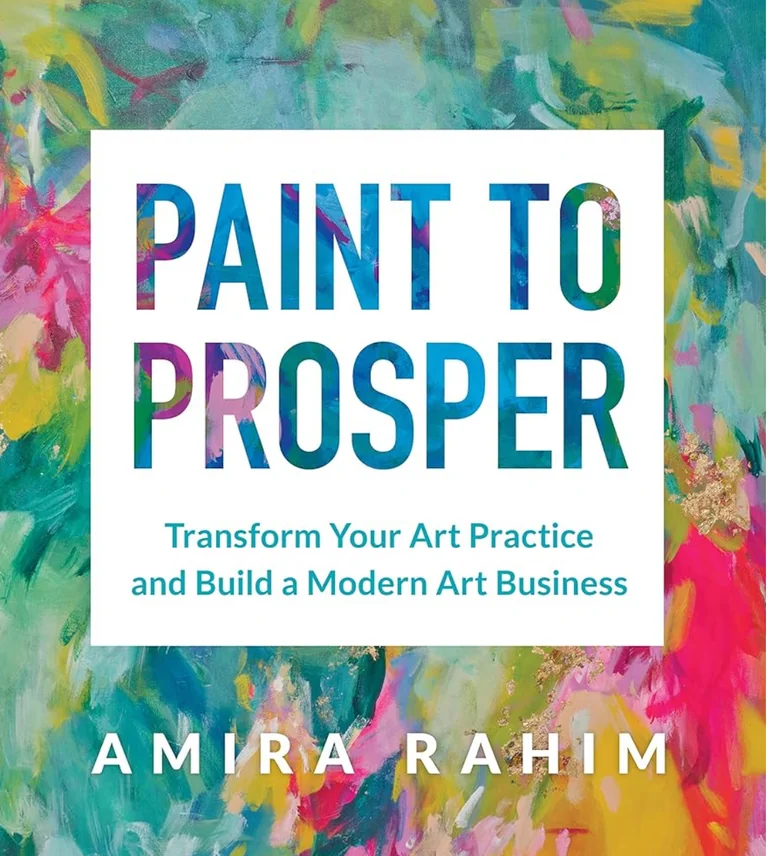 PAINT TO
PROSPER
Transform Your Art Practice
and Build a Modern Art Business
AMIRA RAHIM